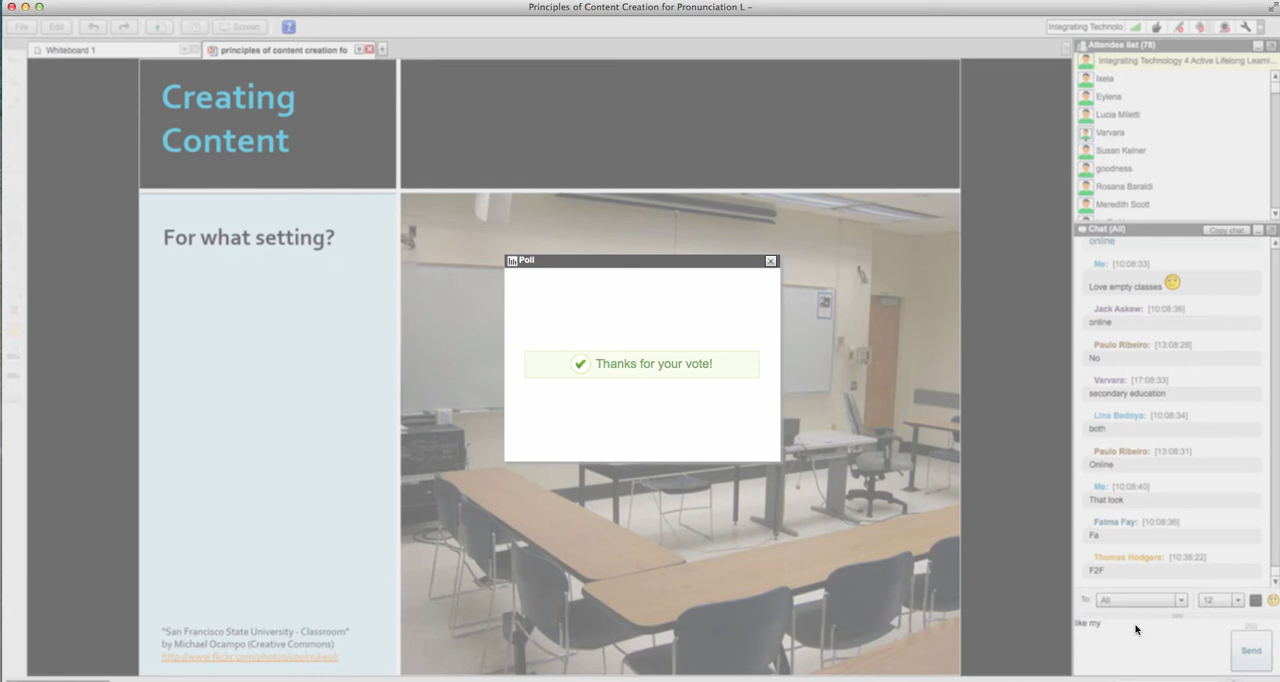 Principles of Content Creation for Pronunciation L -
File
Edit
Screen
?
Integrating Technolo
Whiteboard 1
principles of content creation fo
Creating
Content
For what setting?
"San Francisco State University - Classroom"
by Michael Ocampo (Creative Commons)
Poll
Thanks for your vote!
Attendee list (78)
Integrating Technology 4 Active Lifelong Learni...
Isela
Eylena
Lucia Miletti
Varvara
Susan Keiner
goodness
Rosana Baraldi
Meredith Scott
Chat (All)
Copy chat
online
Me: [10:08:33]
Love empty classes
Jack Askew: [10:08:36]
online
Paulo Ribeiro: [13:08:28]
No
Varvara: [17:08:33]
secondary education
Lina Bedoya: [10:08:34]
both
Paulo Ribeiro: [13:08:31]
Online
Me: [10:08:40]
That look
Fatma Fay: [10:08:36]
Fa
Thomas Hodgers: [10:38:22]
F2F
To: All
12
like my
Send